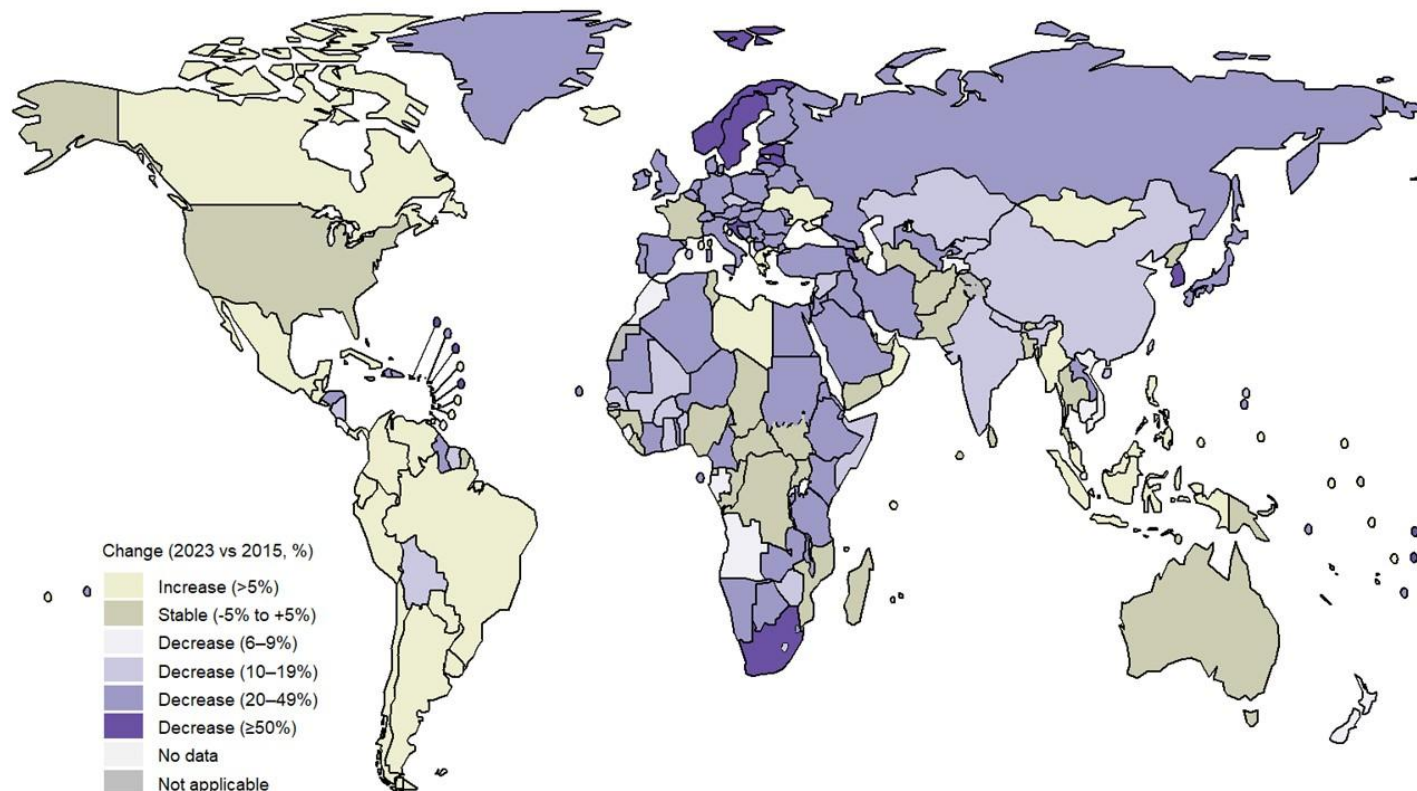 Change (2023 vs 2015, %)
Increase (>5%)
Stable (-5% to +5%)
Decrease (6–9%)
Decrease (10–19%)
Decrease (20–49%)
Decrease (≥50%)
No data
Not applicable